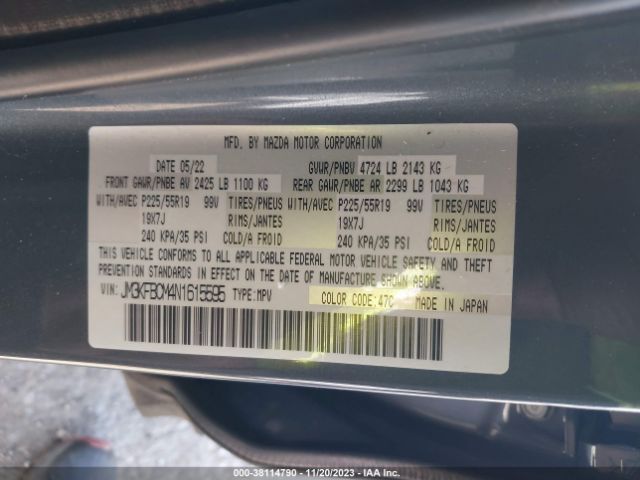 MFD. BY MAZDA MOTOR CORPORATION
DATE 05/22 GVWR/PNBV 4724 LB 2143 KG
FRONT GAWR/PNBE AV 2425 LB 1100 KG REAR GAWR/PNBE AR 2299 LB 1043 KG
WITH/AVEC P225/55R19 99V TIRES/PNEUS WITH/AVEC P225/55R19 99V TIRES/PNEUS
19X7J RIMS/JANTES 19X7J RIMS/JANTES
240 KPA/35 PSI COLD/A FROID 240 KPA/35 PSI COLD/A FROID
THIS VEHICLE CONFORMS TO ALL APPLICABLE FEDERAL MOTOR VEHICLE SAFETY AND THEFT
PREVENTION STANDARDS IN EFFECT ON THE DATE OF MANUFACTURE SHOWN ABOVE.
VIN: JM3KFBCM4N1615595 TYPE:MPV COLOR CODE:47C MADE IN JAPAN
000-38114790 - 11/20/2023 - IAA Inc.